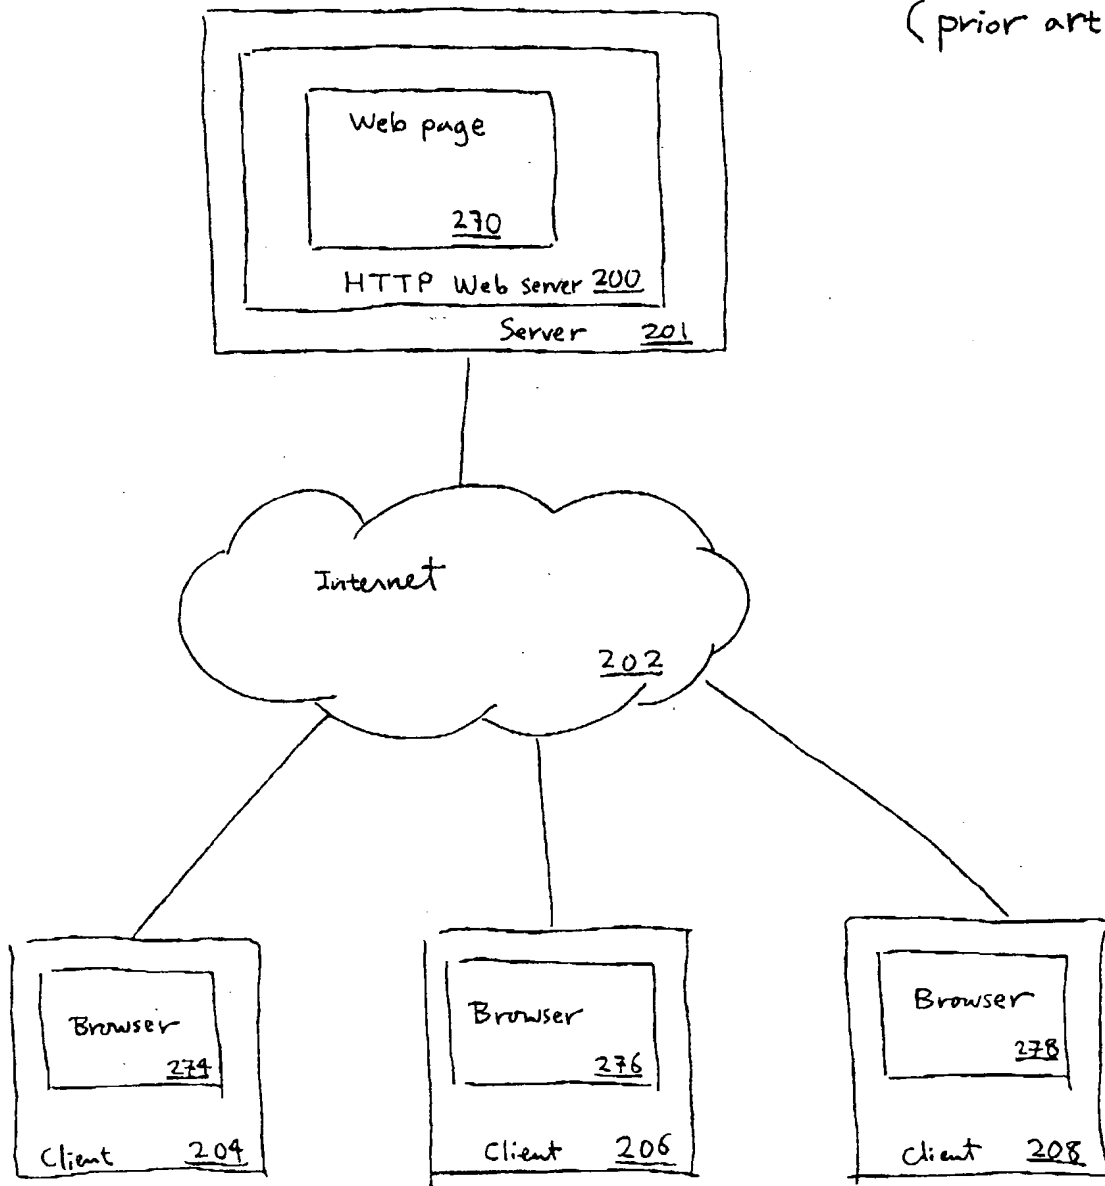 (prior art
Web page
270
HTTP Web server 200
Server 201
Internet
202
Browser
274
Client 204
Browser
276
Client 206
Browser
278
Client 208